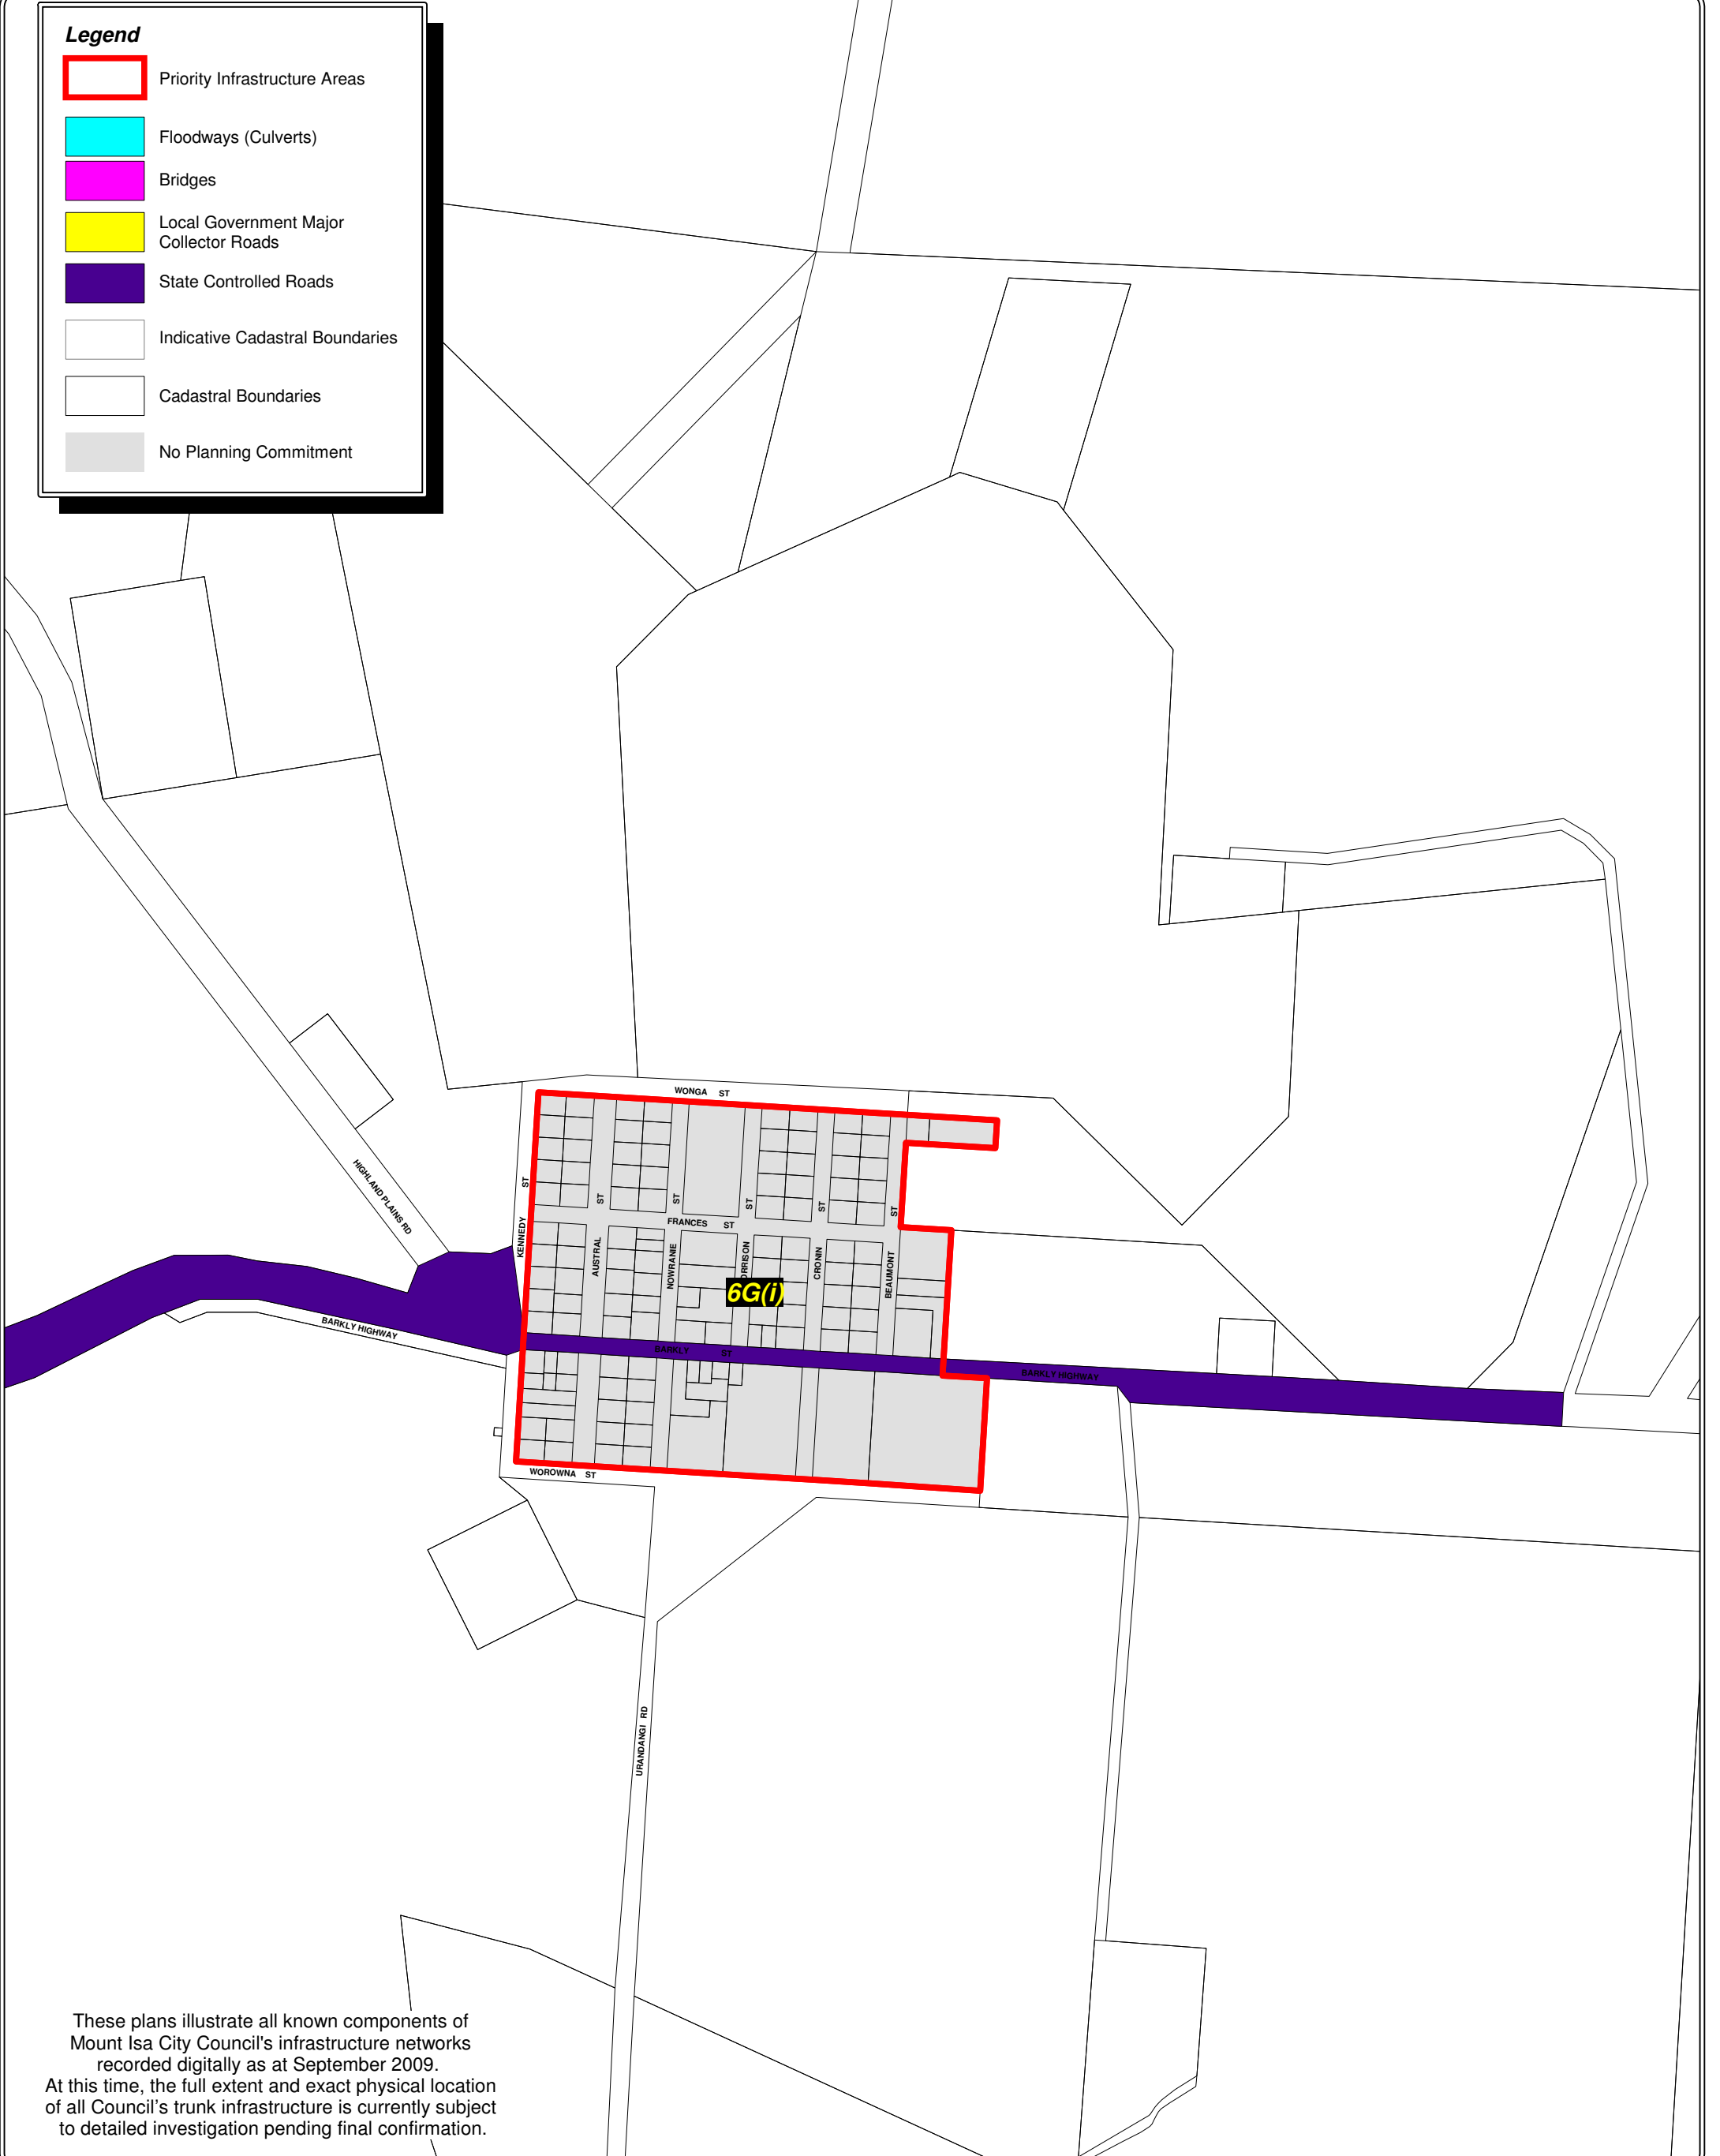 Legend
Priority Infrastructure Areas
Floodways (Culverts)
Bridges
Local Government Major
Collector Roads
State Controlled Roads
Indicative Cadastral Boundaries
Cadastral Boundaries
No Planning Commitment
WONGA ST
HIGHLAND PLAINS RD
KENNEDY ST
AUSTRAL ST
NOWRANIE ST
ORRISON ST
CRONIN ST
BEAUMONT ST
FRANCES ST
6G(i)
BARKLY HIGHWAY
BARKLY ST
BARKLY HIGHWAY
WOROWNA ST
URANDANGI RD
These plans illustrate all known components of
Mount Isa City Council's infrastructure networks
recorded digitally as at September 2009.
At this time, the full extent and exact physical location
of all Council's trunk infrastructure is currently subject
to detailed investigation pending final confirmation.